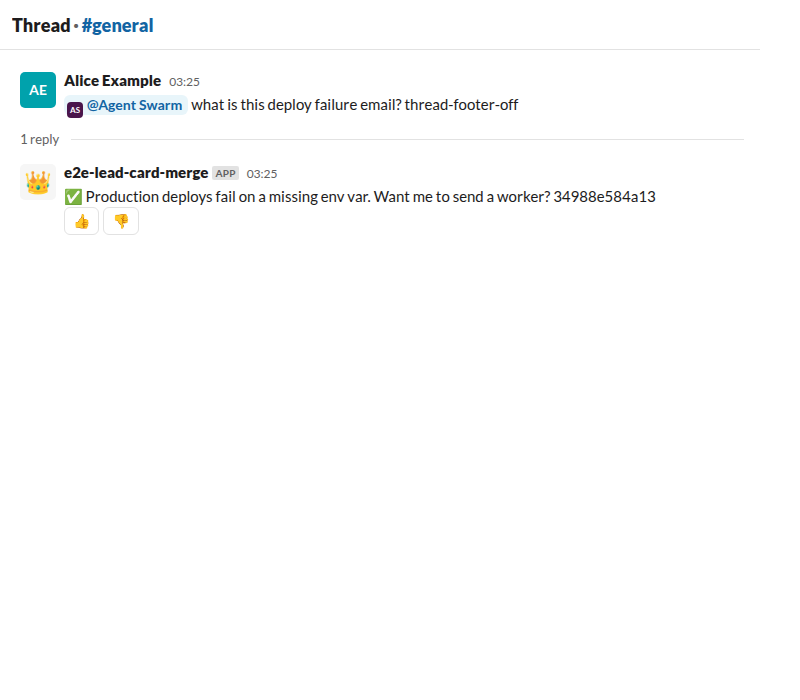 Thread • #general
AE
Alice Example 03:25
AS @Agent Swarm what is this deploy failure email? thread-footer-off
1 reply
e2e-lead-card-merge APP 03:25
✅ Production deploys fail on a missing env var. Want me to send a worker? 34988e584a13
👍 👎